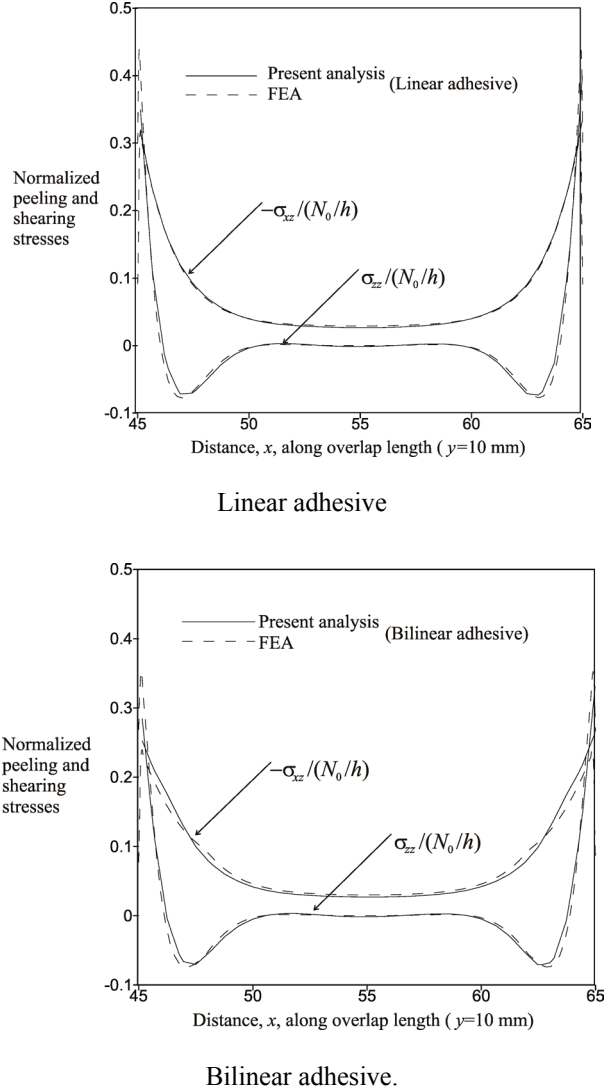 0.5
0.4
Present analysis (Linear adhesive)
FEA
0.3
Normalized
peeling and
shearing
stresses
0.2
−σxz/(N0/h)
0.1
σzz/(N0/h)
0
-0.1
45 50 55 60 65
Distance, x, along overlap length ( y=10 mm)
Linear adhesive
0.5
0.4
Present analysis (Bilinear adhesive)
FEA
0.3
Normalized
peeling and
shearing
stresses
0.2
−σxz/(N0/h)
0.1
σzz/(N0/h)
0
-0.1
45 50 55 60 65
Distance, x, along overlap length ( y=10 mm)
Bilinear adhesive.